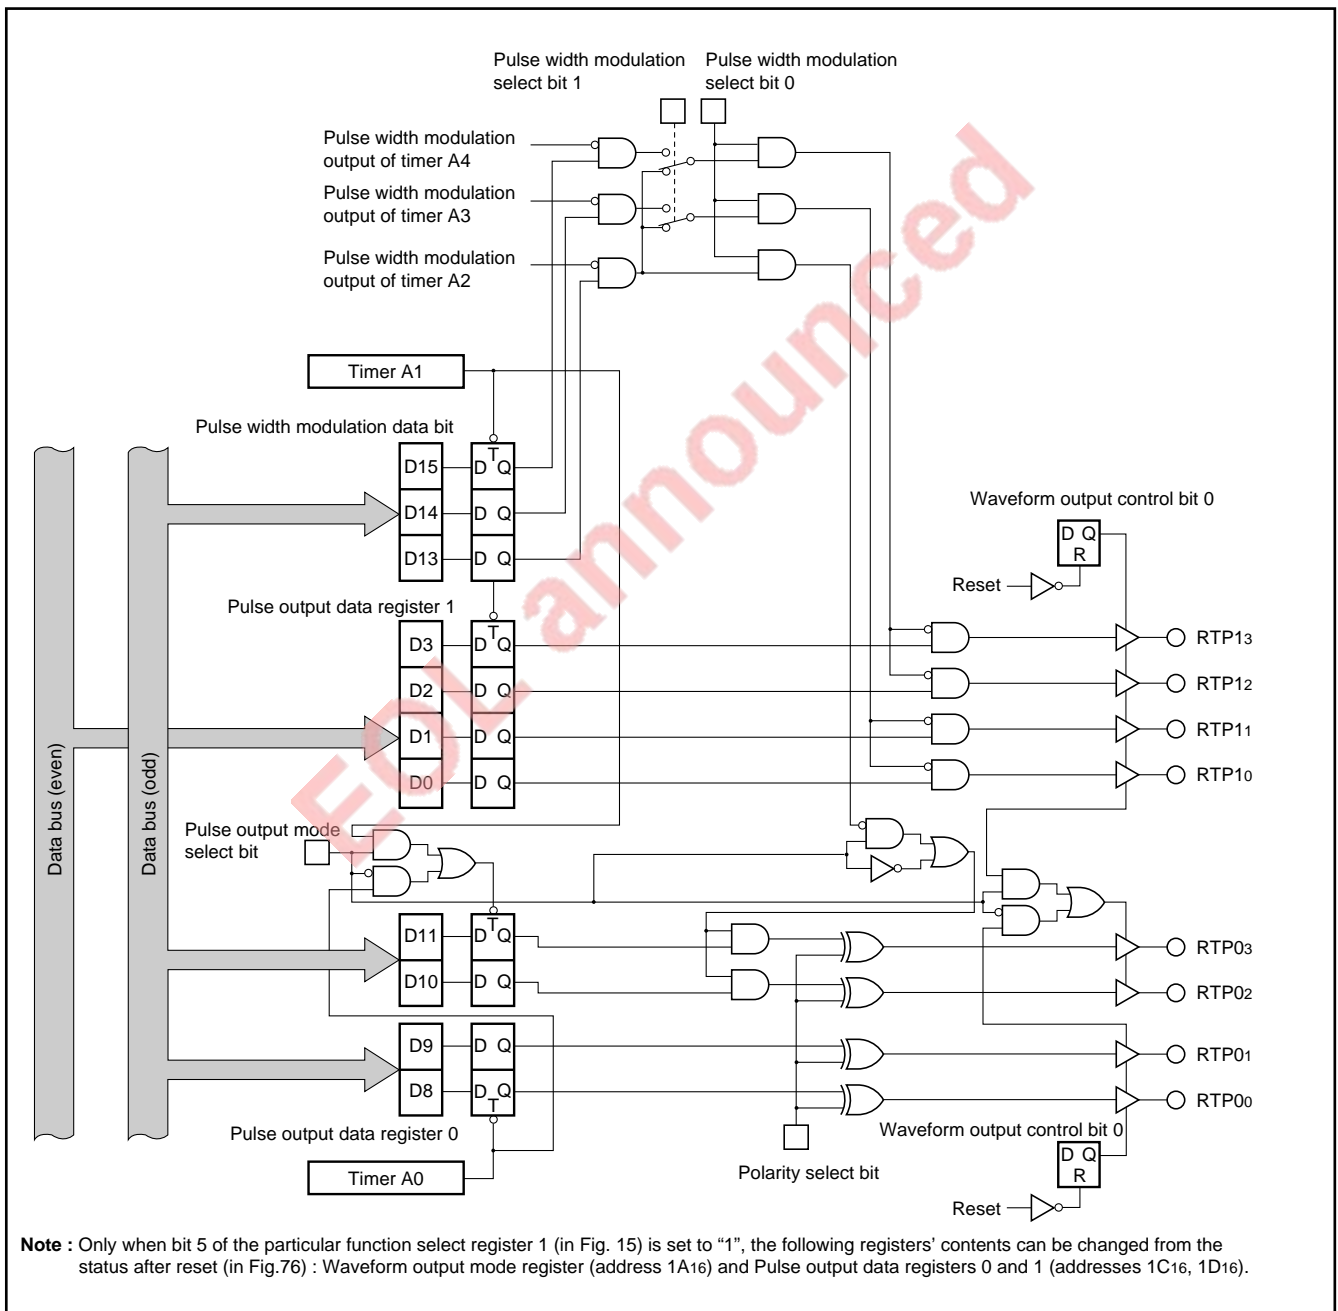 Pulse width modulation
select bit 1
Pulse width modulation
select bit 0
Pulse width modulation
output of timer A4
Pulse width modulation
output of timer A3
Pulse width modulation
output of timer A2
Timer A1
Pulse width modulation data bit
D15
D T Q
D14
D Q
D13
D Q
Pulse output data register 1
D3
D T Q
D2
D Q
D1
D Q
D0
D Q
Waveform output control bit 0
D Q
R
Reset
RTP13
RTP12
RTP11
RTP10
Data bus (even)
Data bus (odd)
Pulse output mode
select bit
D11
D T Q
D10
D Q
D9
D Q
D8
D Q
T
RTP03
RTP02
RTP01
RTP00
Pulse output data register 0
Timer A0
Polarity select bit
Waveform output control bit 0
D Q
R
Reset
EOL announced
Note : Only when bit 5 of the particular function select register 1 (in Fig. 15) is set to “1”, the following registers’ contents can be changed from the
status after reset (in Fig.76) : Waveform output mode register (address 1A16) and Pulse output data registers 0 and 1 (addresses 1C16, 1D16).